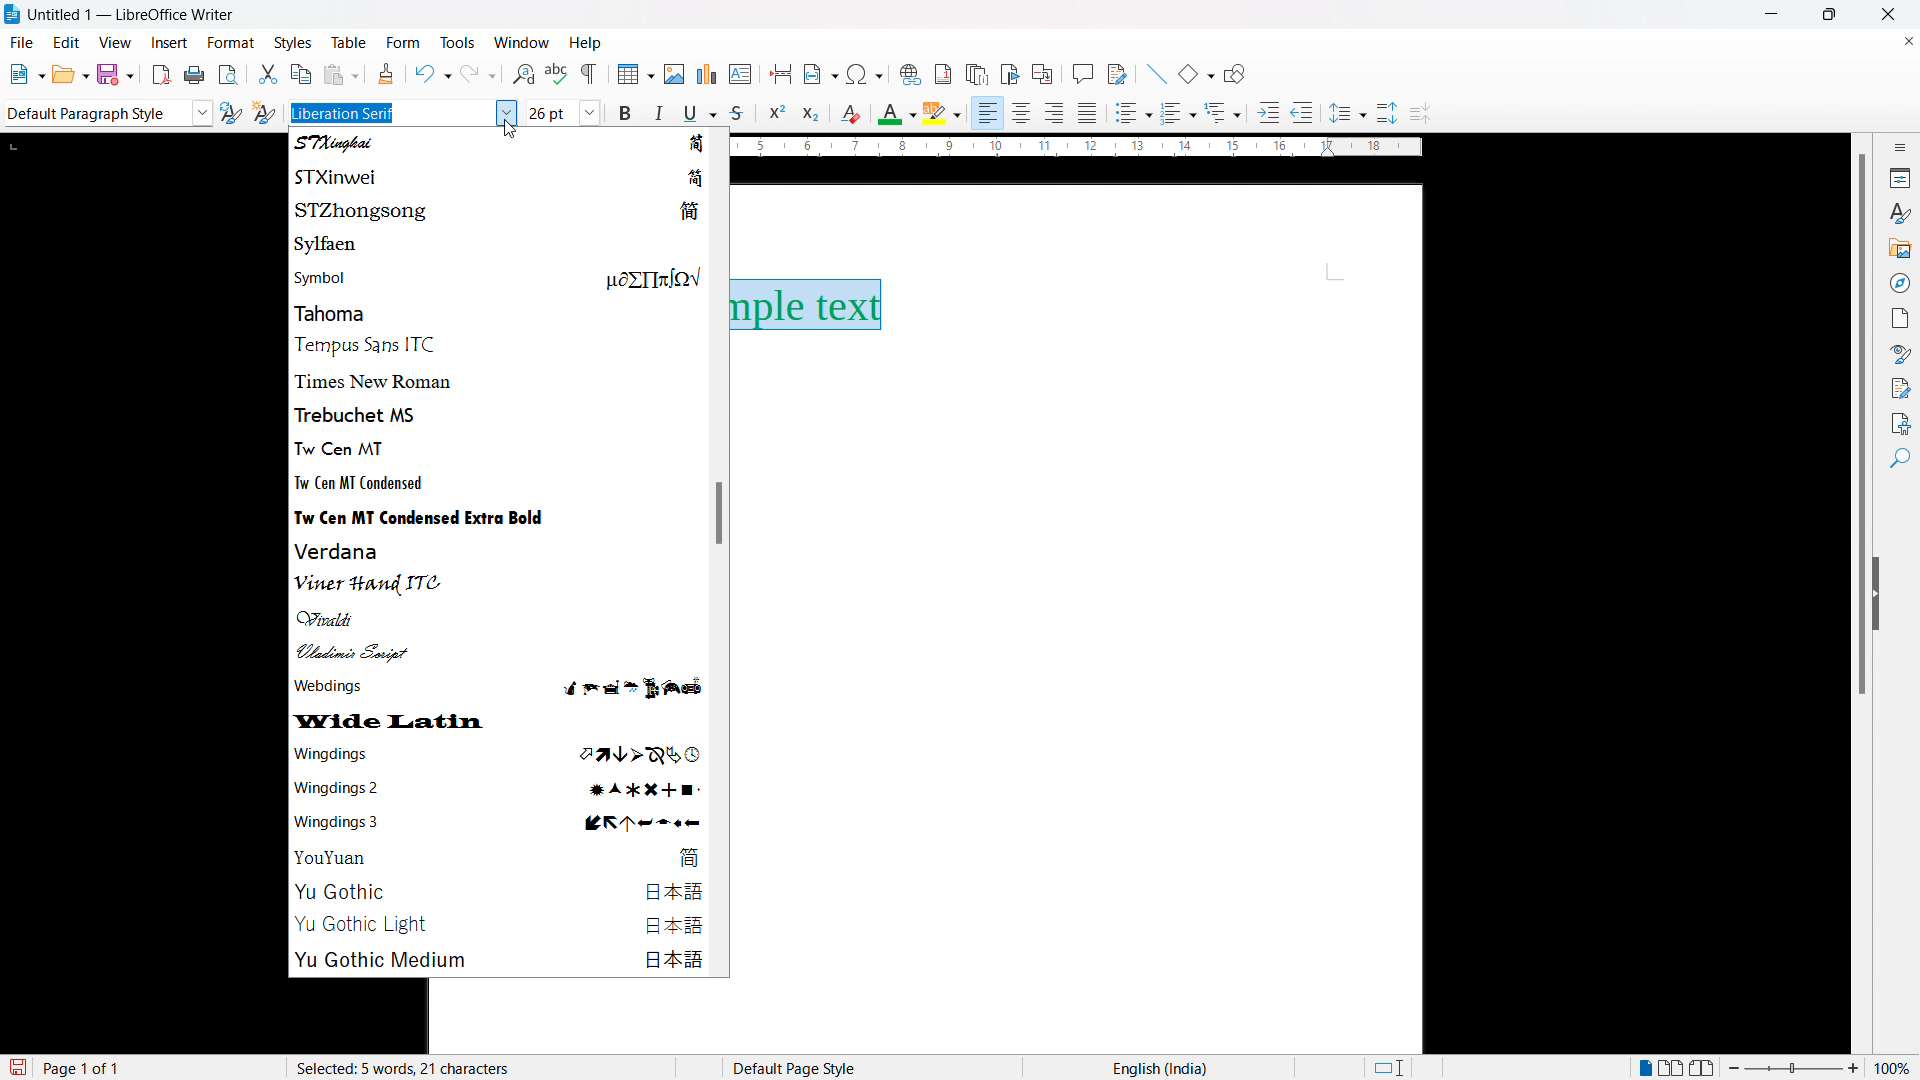 Untitled 1 — LibreOffice Writer
File Edit View Insert Format Styles Table Form Tools Window Help
Default Paragraph Style Liberation Serif 26 pt
5 6 7 8 9 10 11 12 13 14 15 16 17 18
STXingkai 简
STXinwei 简
STZhongsong 简
Sylfaen
Symbol µ∂∑∏π∫Ω√
mple text
Tahoma
Tempus Sans ITC
Times New Roman
Trebuchet MS
Tw Cen MT
Tw Cen MT Condensed
Tw Cen MT Condensed Extra Bold
Verdana
Viner Hand ITC
Vivaldi
Vladimir Script
Webdings
Wide Latin
Wingdings
Wingdings 2
Wingdings 3
YouYuan 简
Yu Gothic 日本語
Yu Gothic Light 日本語
Yu Gothic Medium 日本語
Page 1 of 1 Selected: 5 words, 21 characters Default Page Style English (India) 100%